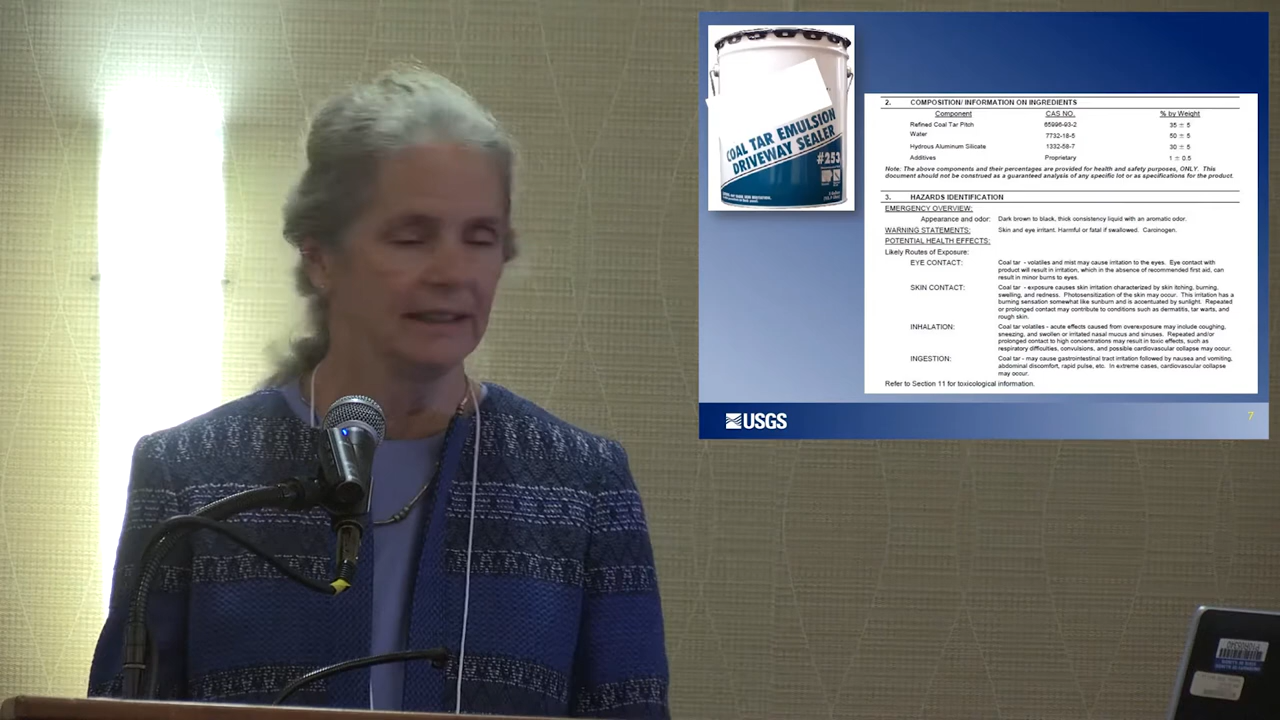 COAL TAR EMULSION
DRIVEWAY SEALER
#253
2. COMPOSITION/ INFORMATION ON INGREDIENTS
Component CAS NO. % by Weight
Refined Coal Tar Pitch 65996-93-2 35 ± 5
Water 7732-18-5 50 ± 5
Hydrous Aluminum Silicate 1332-58-7 30 ± 5
Additives Proprietary 1 ± 0.5
Note: The above components and their percentages are provided for health and safety purposes, ONLY. This
document should not be construed as a guaranteed analysis of any specific lot or as specifications for the product.
3. HAZARDS IDENTIFICATION
EMERGENCY OVERVIEW:
Appearance and odor: Dark brown to black, thick consistency liquid with an aromatic odor.
WARNING STATEMENTS: Skin and eye irritant. Harmful or fatal if swallowed. Carcinogen.
POTENTIAL HEALTH EFFECTS:
Likely Routes of Exposure:
EYE CONTACT: Coal tar - volatiles and mist may cause irritation to the eyes. Eye contact with
product will result in irritation, which in the absence of recommended first aid, can
result in minor burns to eyes.
SKIN CONTACT: Coal tar - exposure causes skin irritation characterized by skin itching, burning,
swelling, and redness. Photosensitization of the skin may occur. This irritation has a
burning sensation somewhat like sunburn and is accentuated by sunlight. Repeated
or prolonged contact may contribute to conditions such as dermatitis, tar warts, and
rough skin.
INHALATION: Coal tar volatiles - acute effects caused from overexposure may include coughing,
sneezing, and swollen or irritated nasal mucus and sinuses. Repeated and/or
prolonged contact to high concentrations may result in toxic effects, such as
respiratory difficulties, convulsions, and possible cardiovascular collapse may occur.
INGESTION: Coal tar - may cause gastrointestinal tract irritation followed by nausea and vomiting,
abdominal discomfort, rapid pulse, etc. In extreme cases, cardiovascular collapse
may occur.
Refer to Section 11 for toxicological information.
USGS
7